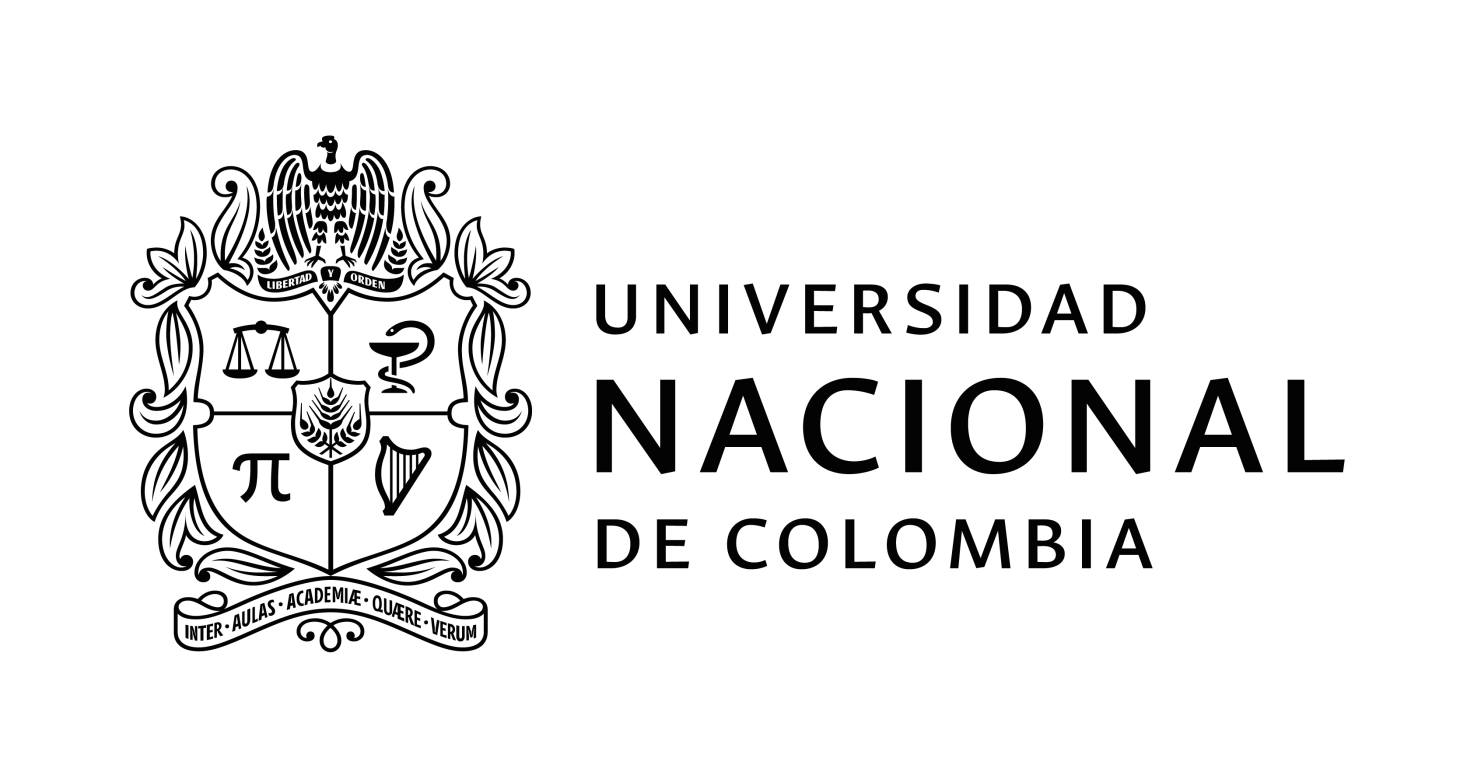 LIBERTAD Y ORDEN
π
INTER · AULAS · ACADEMIÆ · QUÆRE · VERUM
UNIVERSIDAD
NACIONAL
DE COLOMBIA